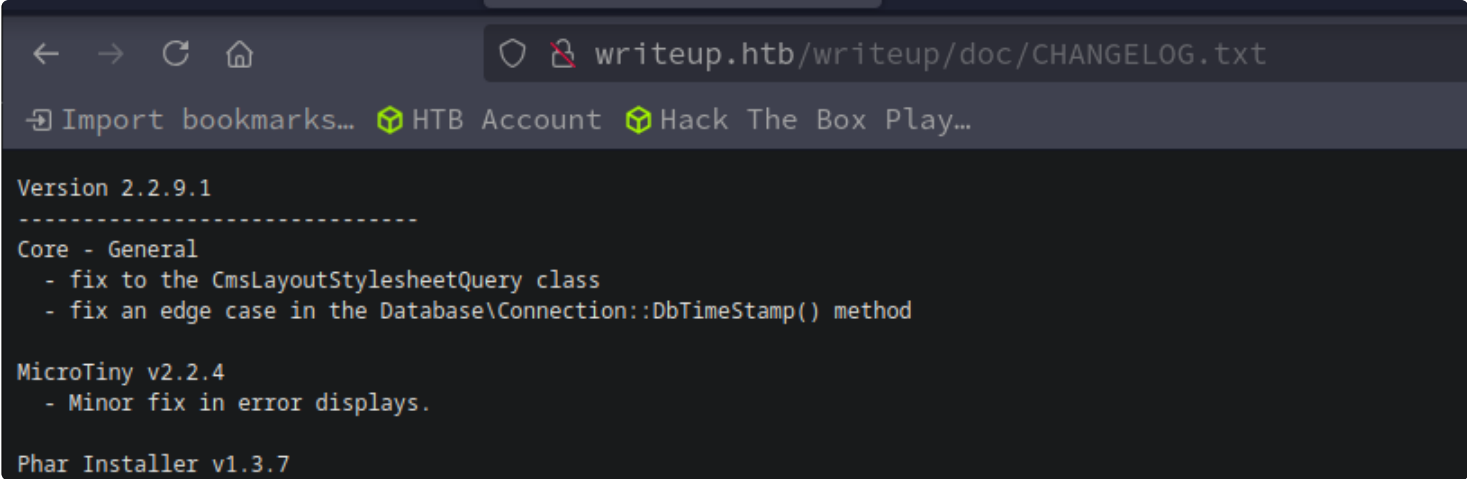 writeup.htb/writeup/doc/CHANGELOG.txt
Import bookmarks… HTB Account Hack The Box Play…
Version 2.2.9.1
-------------------------------
Core - General
- fix to the CmsLayoutStylesheetQuery class
- fix an edge case in the Database\Connection::DbTimeStamp() method
MicroTiny v2.2.4
- Minor fix in error displays.
Phar Installer v1.3.7